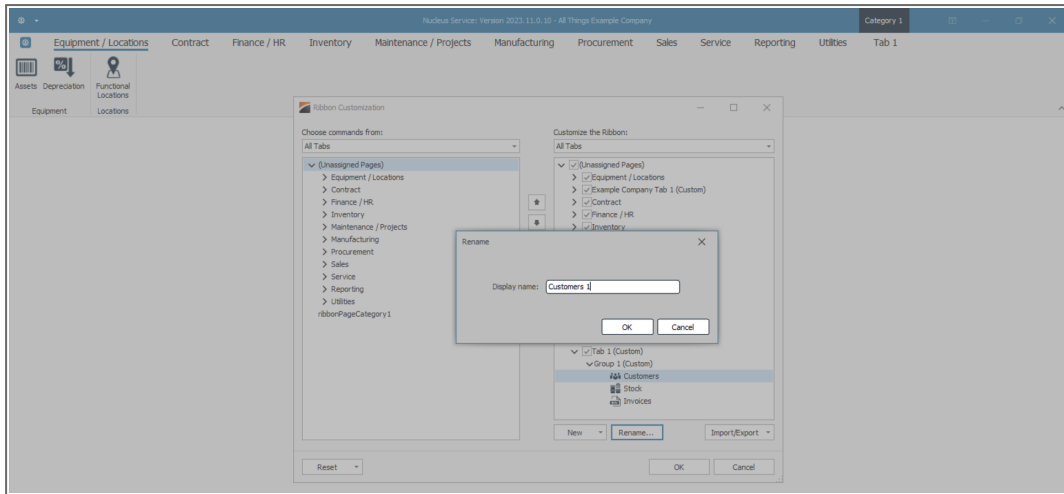 Nucleus Service: Version 2023.11.0.10 - All Things Example Company
Category 1
Equipment / Locations Contract Finance / HR Inventory Maintenance / Projects Manufacturing Procurement Sales Service Reporting Utilities Tab 1
Assets Depreciation Functional
Locations
Equipment Locations
Ribbon Customization
Choose commands from:
All Tabs
(Unassigned Pages)
Equipment / Locations
Contract
Finance / HR
Inventory
Maintenance / Projects
Manufacturing
Procurement
Sales
Service
Reporting
Utilities
ribbonPageCategory1
Customize the Ribbon:
All Tabs
(Unassigned Pages)
Equipment / Locations
Example Company Tab 1 (Custom)
Contract
Finance / HR
Inventory
Rename
Display name: Customers 1
OK Cancel
Tab 1 (Custom)
Group 1 (Custom)
Customers
Stock
Invoices
New Rename... Import/Export
Reset OK Cancel